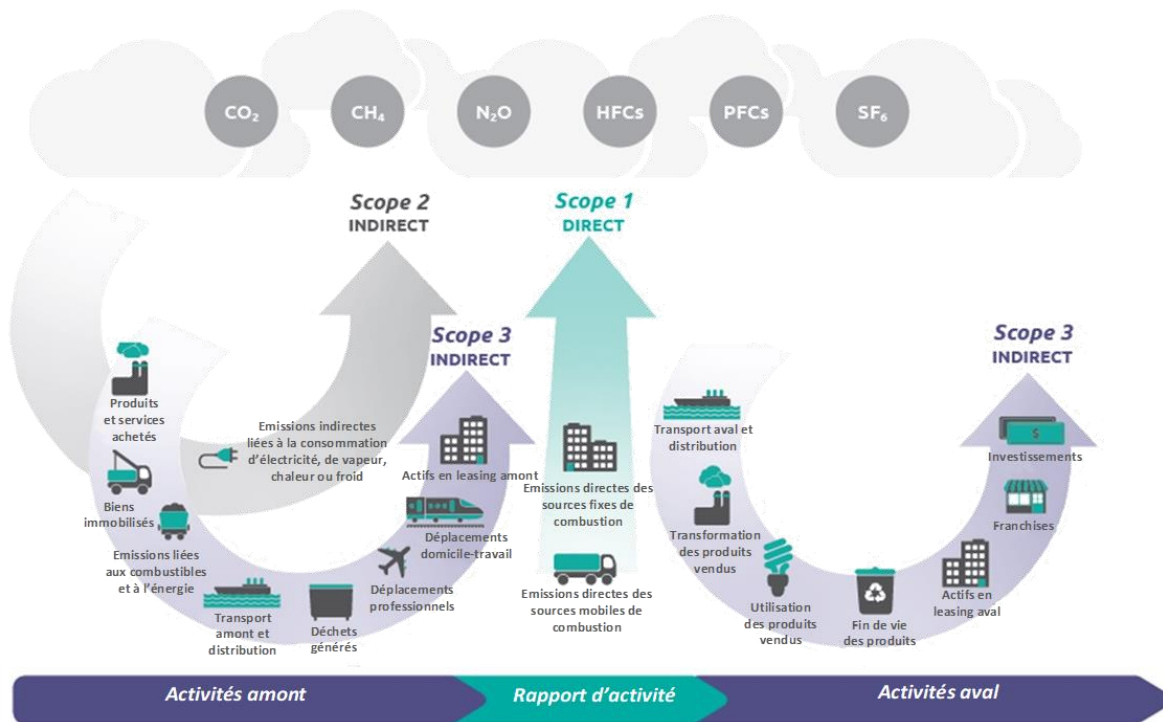 CO₂
CH₄
N₂O
HFCs
PFCs
SF₆
Scope 2
INDIRECT
Scope 1
DIRECT
Scope 3
INDIRECT
Scope 3
INDIRECT
Produits
et services
achetés
Biens
immobilisés
Emissions liées
aux combustibles
et à l’énergie
Transport
amont et
distribution
Déchets
générés
Déplacements
professionnels
Déplacements
domicile-travail
Actifs en leasing amont
Emissions indirectes
liées à la consommation
d’électricité, de vapeur,
chaleur ou froid
Emissions directes des
sources fixes de
combustion
Emissions directes des
sources mobiles de
combustion
Transport aval et
distribution
Transformation
des produits
vendus
Utilisation
des produits
vendus
Fin de vie
des produits
Actifs en
leasing aval
Franchises
$
Investissements
Activités amont
Rapport d’activité
Activités aval